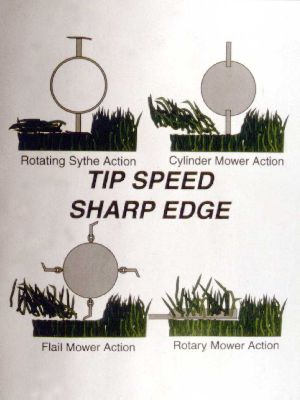 Rotating Sythe Action
Cylinder Mower Action
TIP SPEED
SHARP EDGE
Flail Mower Action
Rotary Mower Action